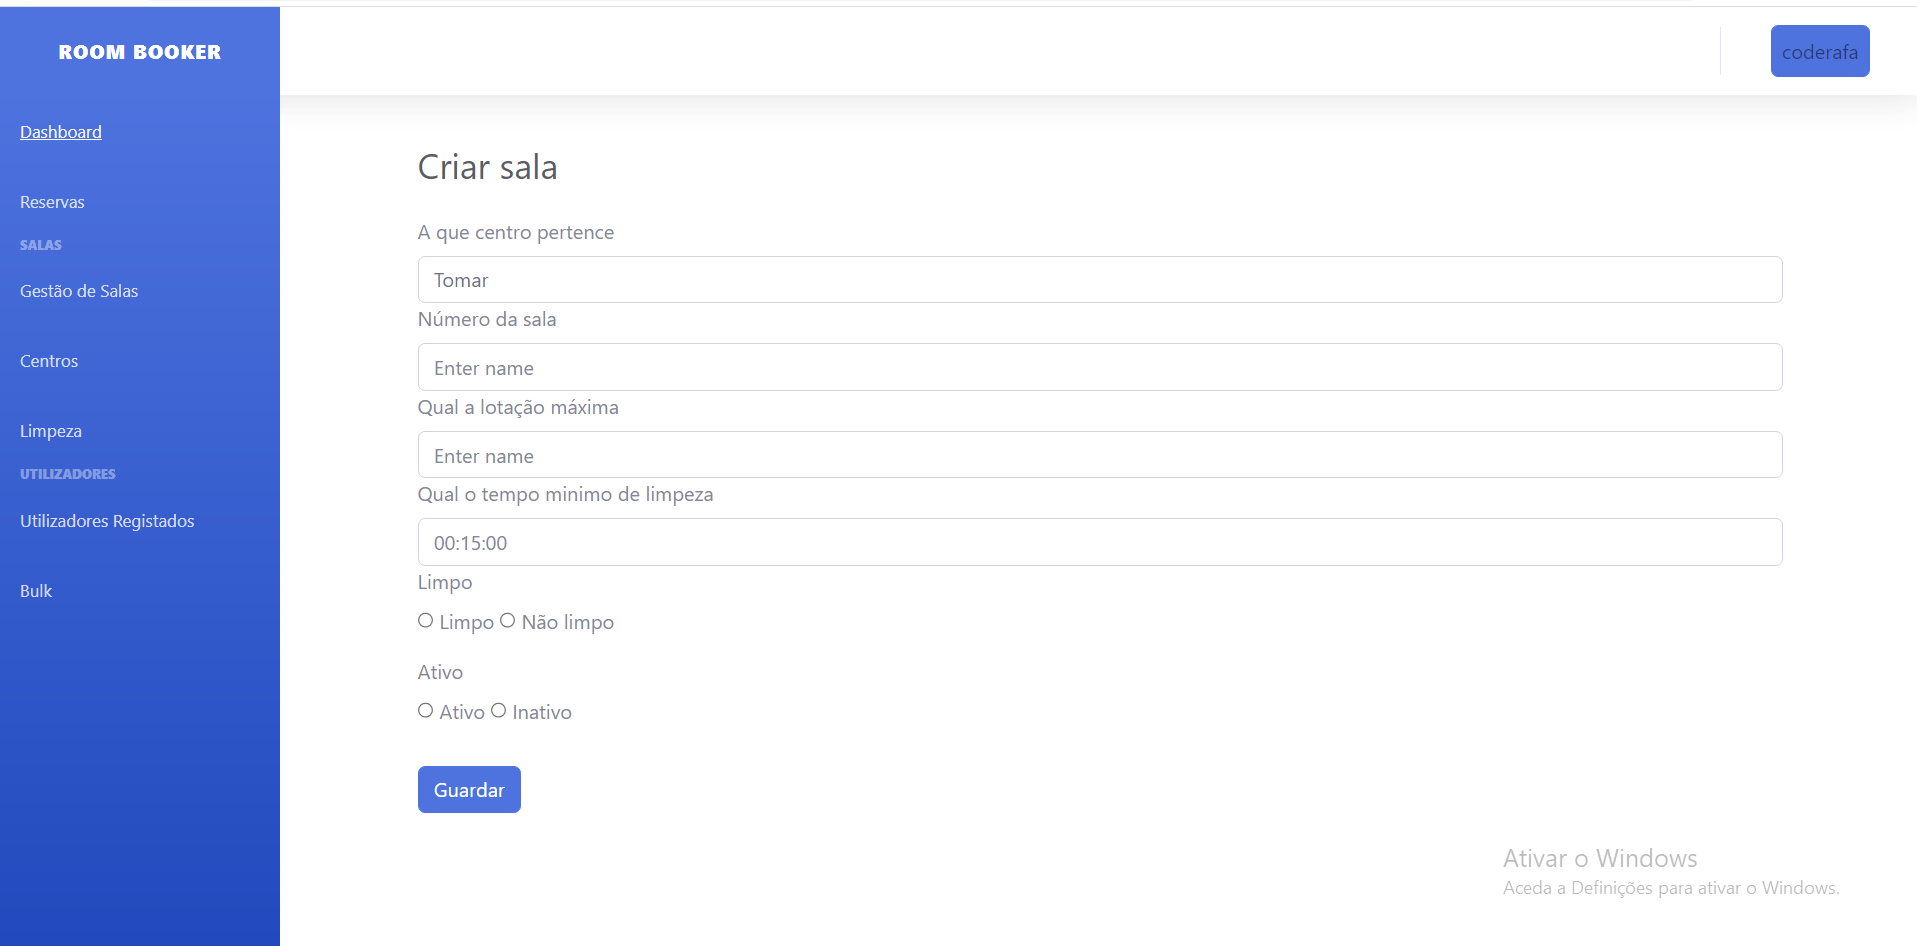 ROOM BOOKER
coderafa
Dashboard
Reservas
SALAS
Gestão de Salas
Centros
Limpeza
UTILIZADORES
Utilizadores Registados
Bulk
Criar sala
A que centro pertence
Tomar
Número da sala
Enter name
Qual a lotação máxima
Enter name
Qual o tempo minimo de limpeza
00:15:00
Limpo
Limpo Não limpo
Ativo
Ativo Inativo
Guardar
Ativar o Windows
Aceda a Definições para ativar o Windows.